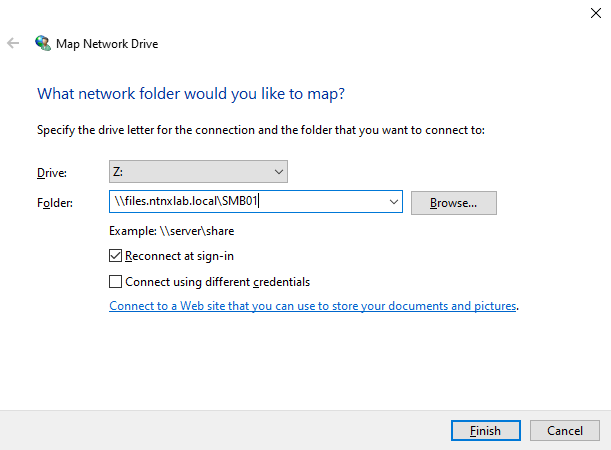 Map Network Drive
What network folder would you like to map?
Specify the drive letter for the connection and the folder that you want to connect to:
Drive: Z:
Folder: \\files.ntnxlab.local\SMB01 Browse...
Example: \\server\share
Reconnect at sign-in
Connect using different credentials
Connect to a Web site that you can use to store your documents and pictures.
Finish Cancel